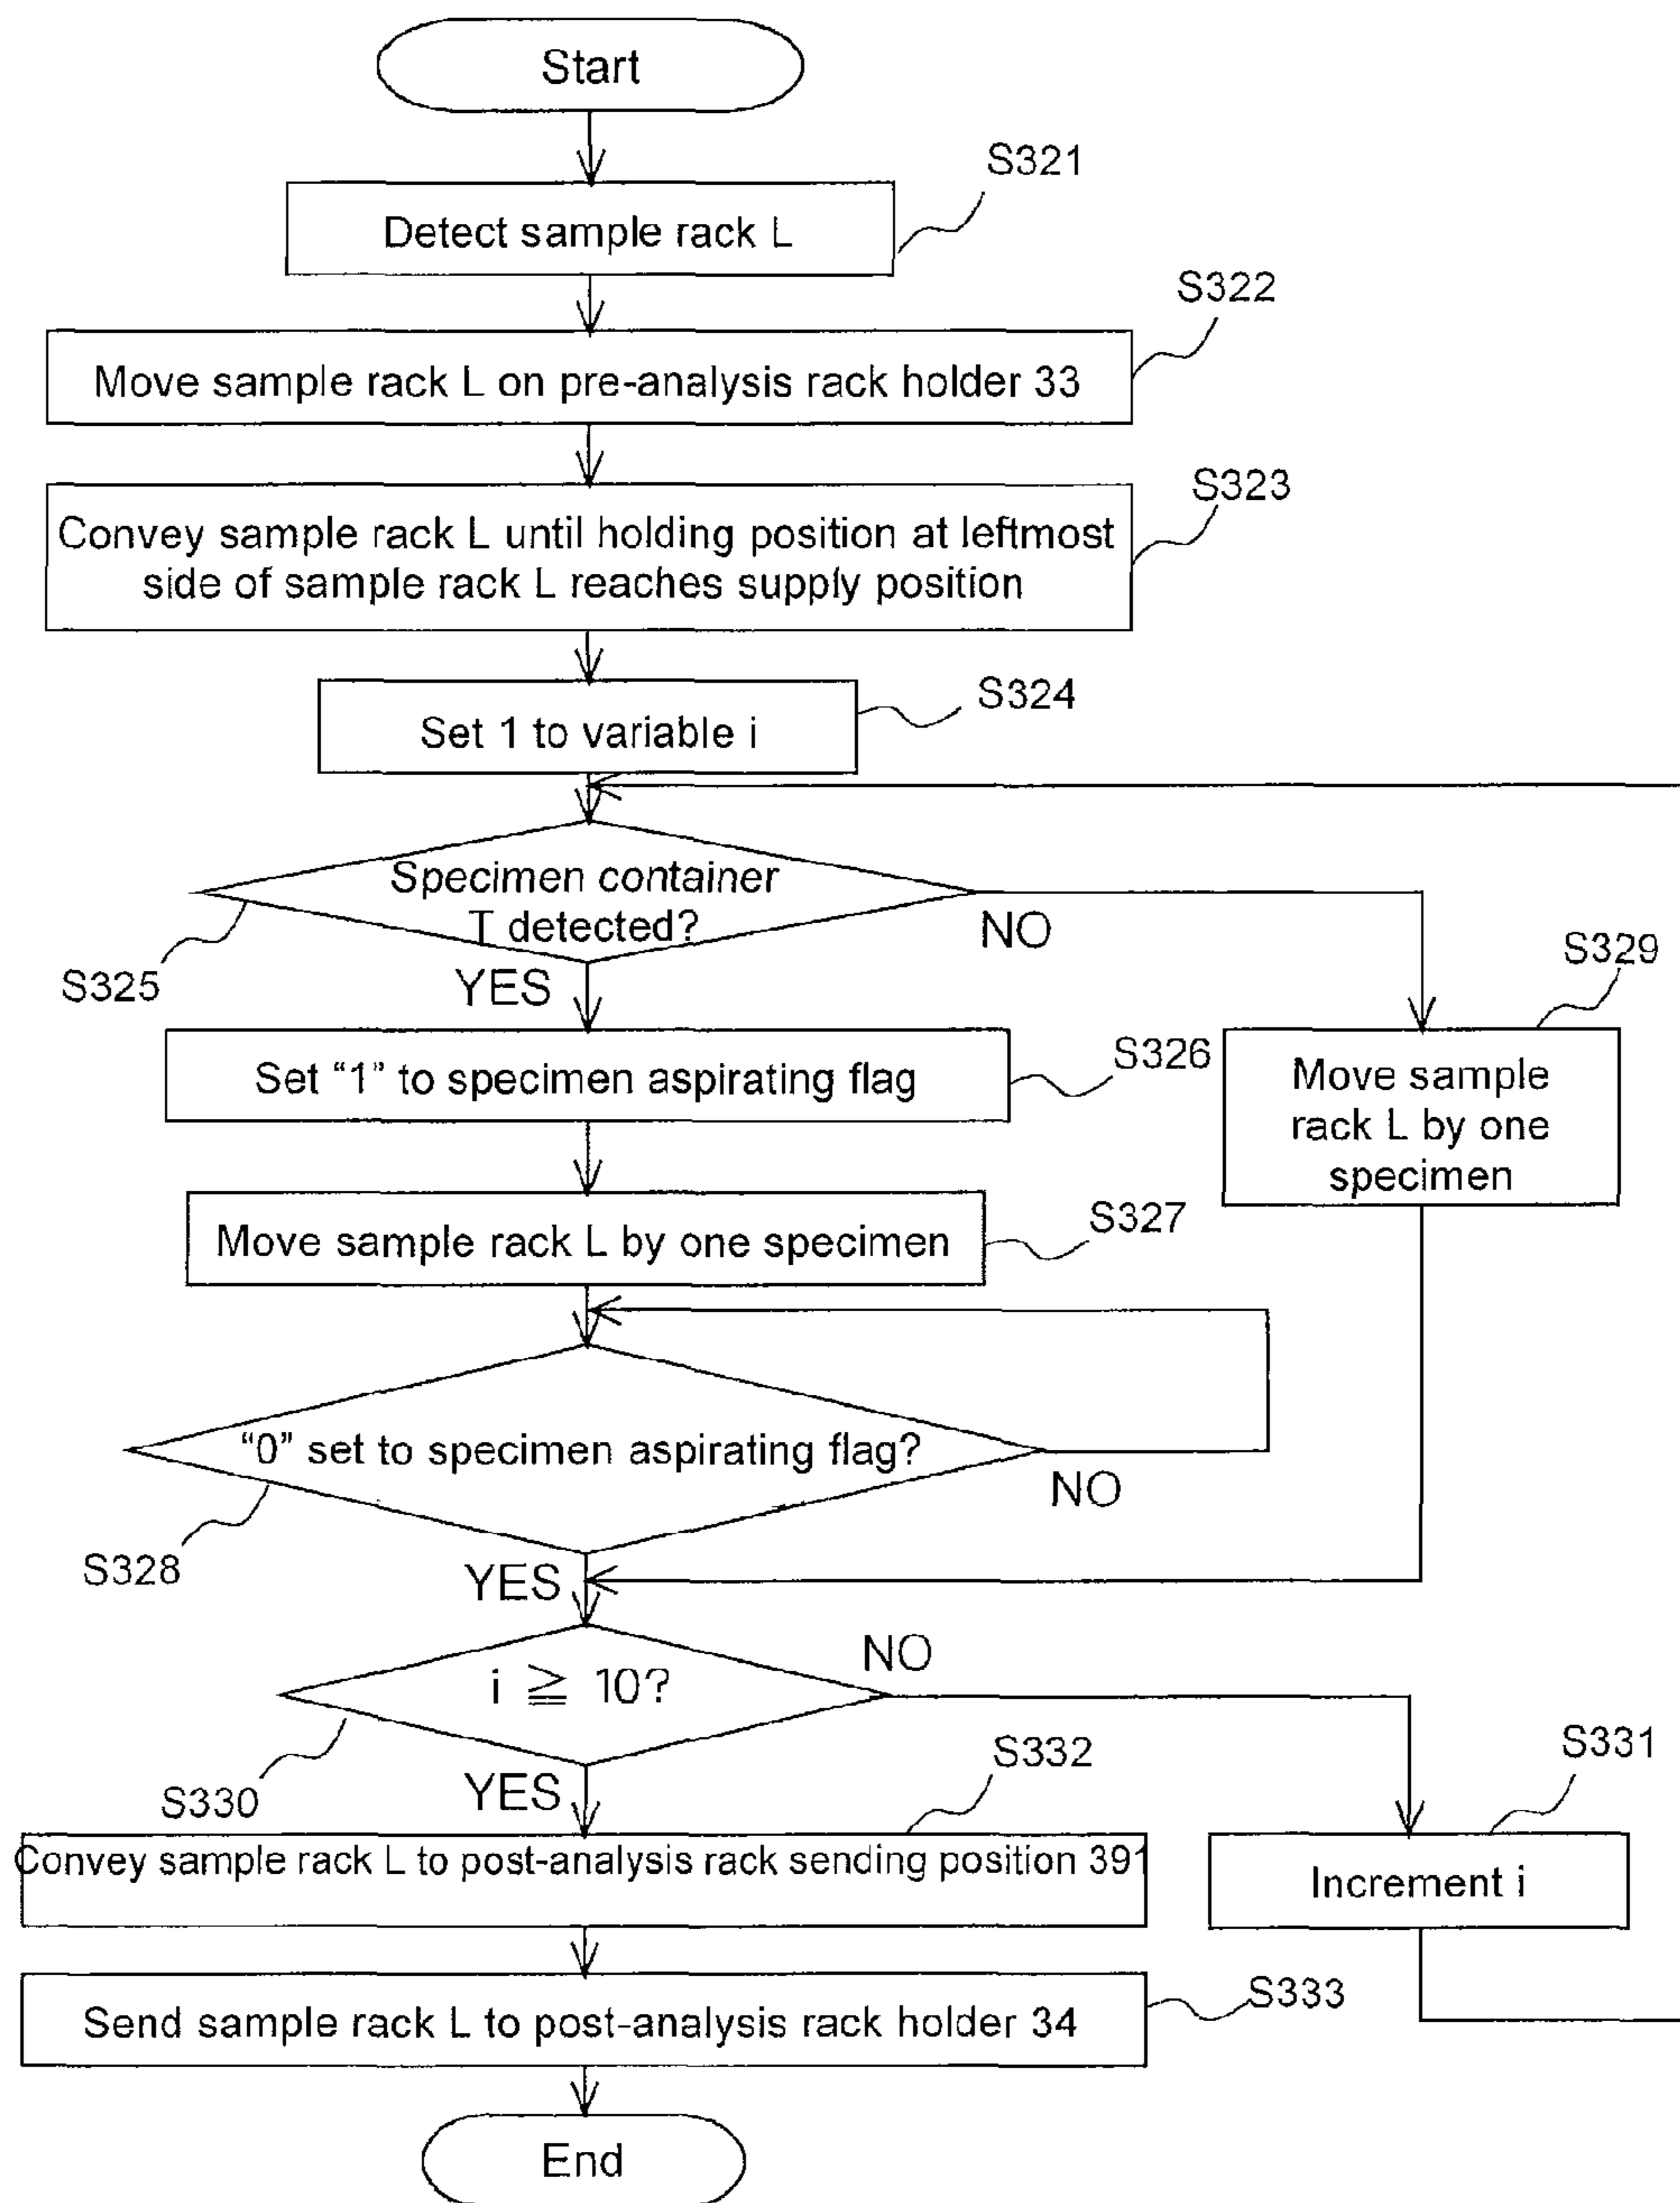 Start
S321
Detect sample rack L
S322
Move sample rack L on pre-analysis rack holder 33
S323
Convey sample rack L until holding position at leftmost
side of sample rack L reaches supply position
S324
Set 1 to variable i
Specimen container
T detected?
NO
S325
YES
S329
Set “1” to specimen aspirating flag
S326
Move sample
rack L by one
specimen
S327
Move sample rack L by one specimen
“0” set to specimen aspirating flag?
NO
S328
YES
i ≧ 10?
NO
S330
YES
S332
S331
Convey sample rack L to post-analysis rack sending position 391
Increment i
Send sample rack L to post-analysis rack holder 34
S333
End